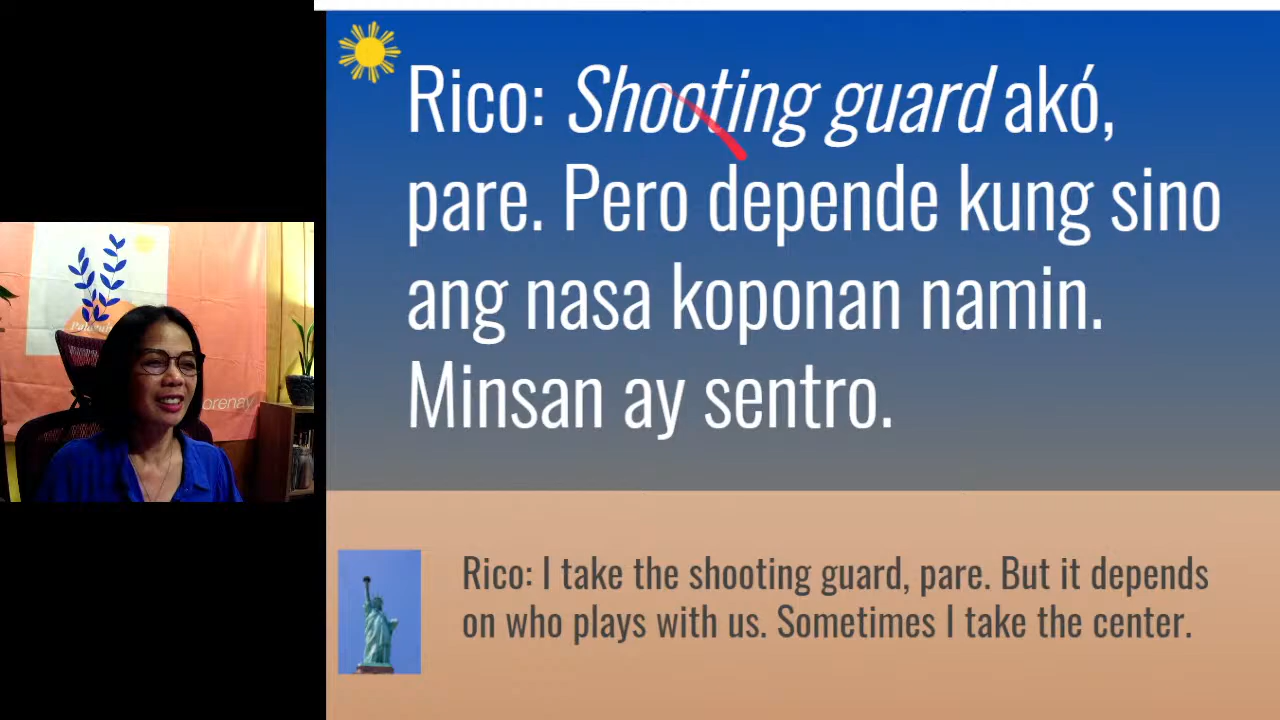 Rico: Shooting guard akó,
pare. Pero depende kung sino
ang nasa koponan namin.
Minsan ay sentro.
Rico: I take the shooting guard, pare. But it depends
on who plays with us. Sometimes I take the center.